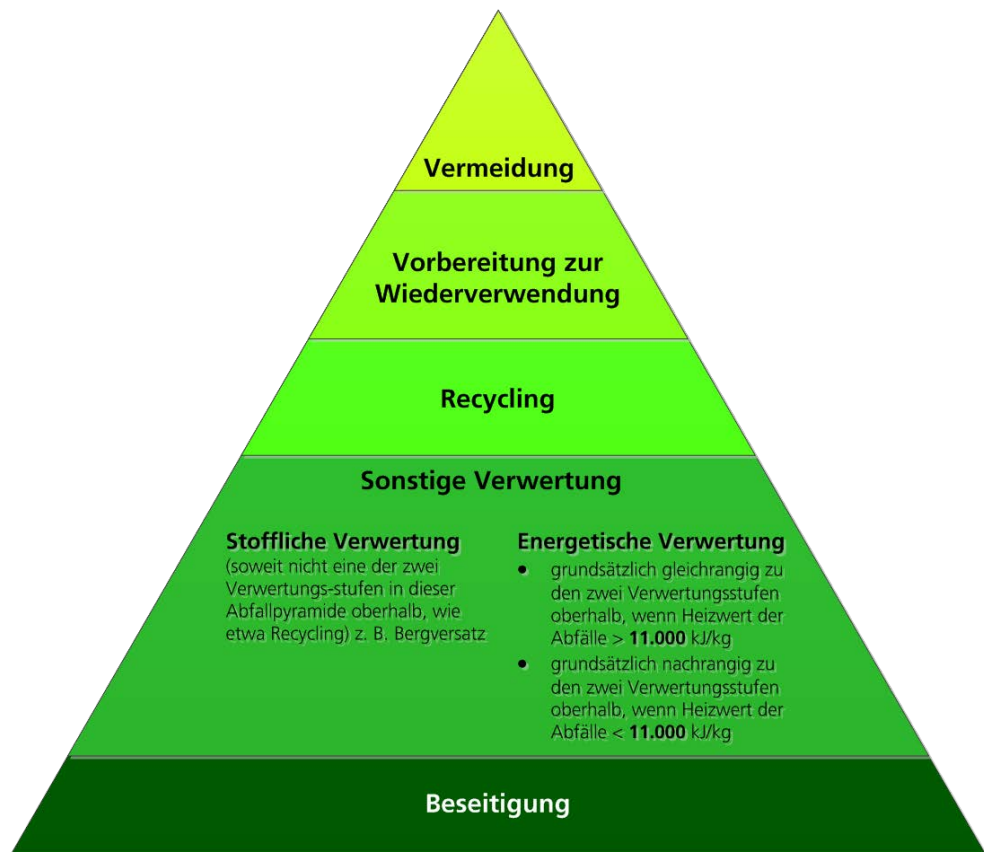 Vermeidung
Vorbereitung zur
Wiederverwendung
Recycling
Sonstige Verwertung
Stoffliche Verwertung
(soweit nicht eine der zwei
Verwertungs-stufen in dieser
Abfallpyramide oberhalb, wie
etwa Recycling) z. B. Bergversatz
Energetische Verwertung
• grundsätzlich gleichrangig zu
den zwei Verwertungsstufen
oberhalb, wenn Heizwert der
Abfälle > 11.000 kJ/kg
• grundsätzlich nachrangig zu
den zwei Verwertungsstufen
oberhalb, wenn Heizwert der
Abfälle < 11.000 kJ/kg
Beseitigung